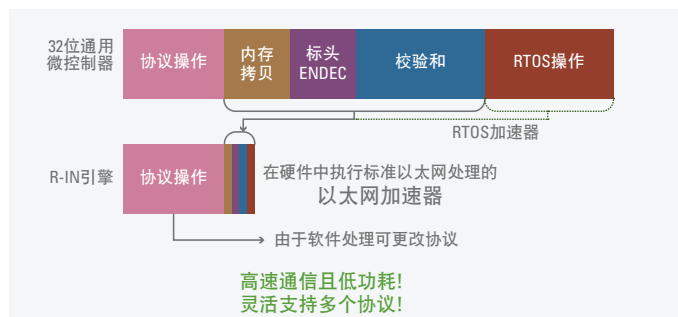 32位通用
微控制器
协议操作
内存
拷贝
标头
ENDEC
校验和
RTOS操作
RTOS加速器
R-IN引擎
协议操作
在硬件中执行标准以太网处理的
以太网加速器
由于软件处理可更改协议
高速通信且低功耗!
灵活支持多个协议!